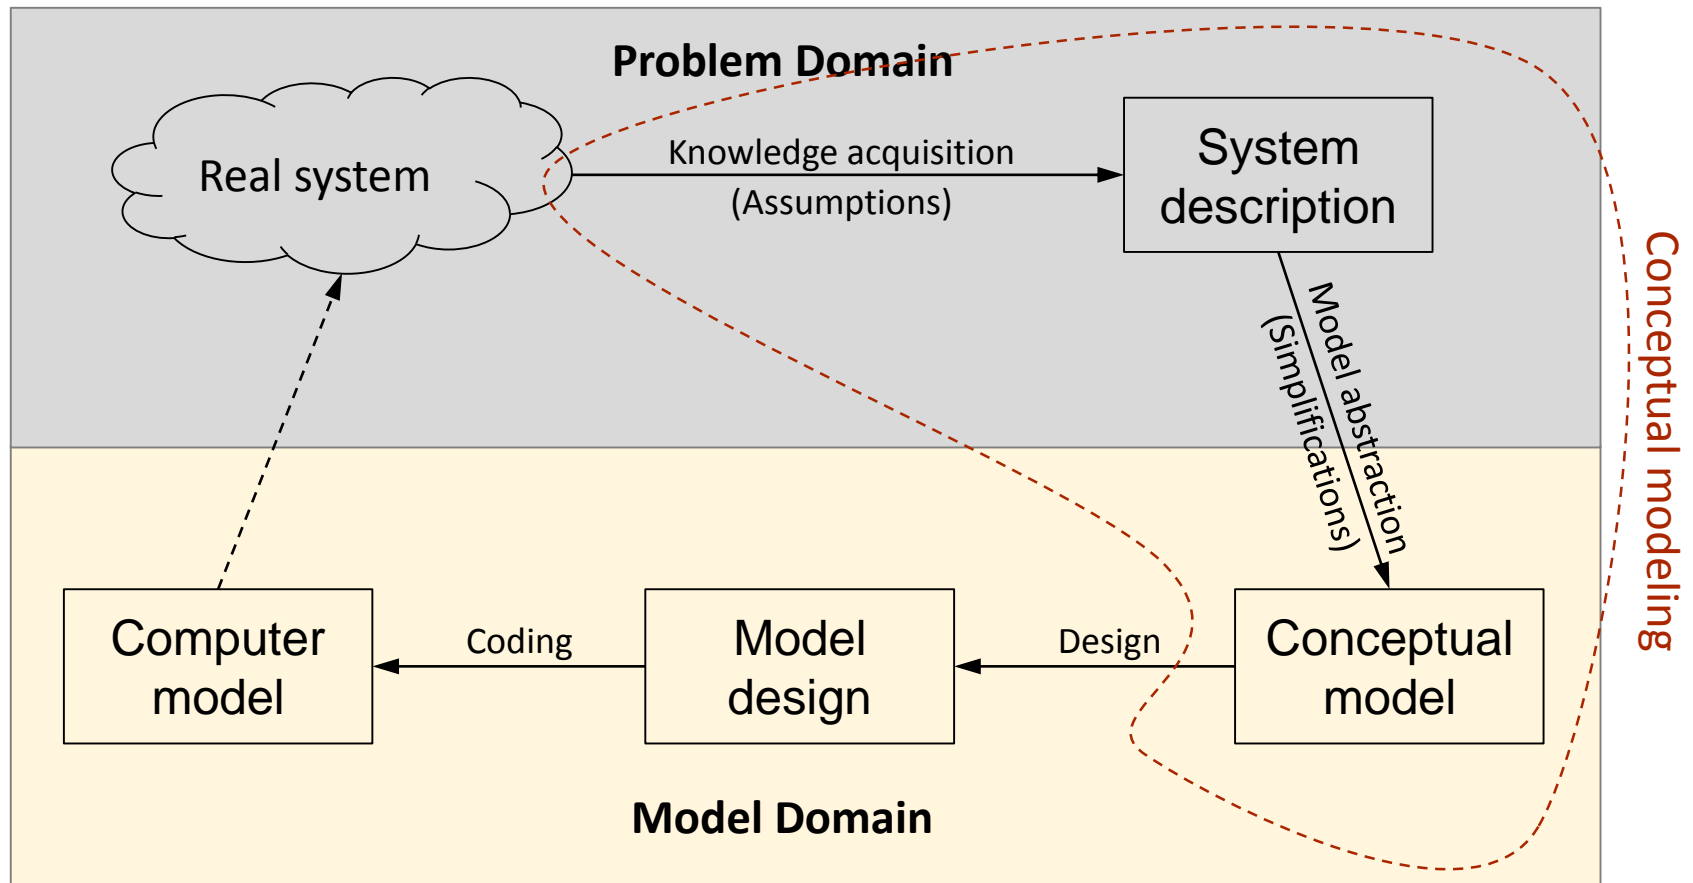 Problem Domain
Real system
Knowledge acquisition
(Assumptions)
System
description
Model abstraction
(Simplifications)
Conceptual modeling
Computer
model
Coding
Model
design
Design
Conceptual
model
Model Domain